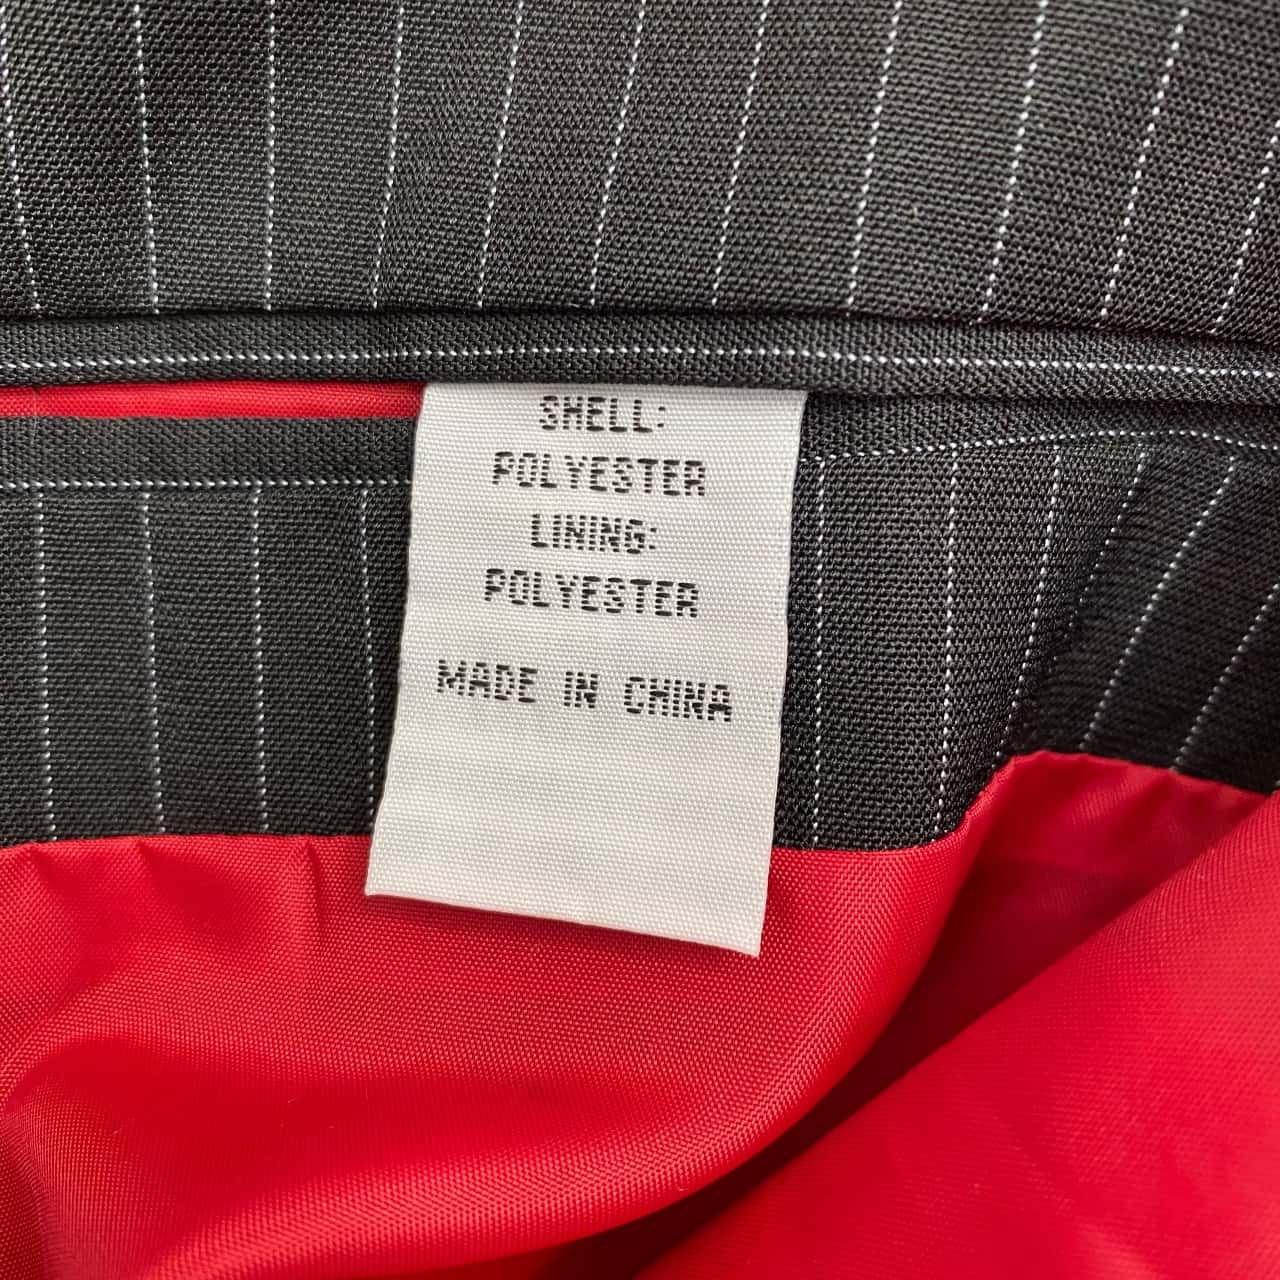 SHELL:
POLYESTER
LINING:
POLYESTER
MADE IN CHINA